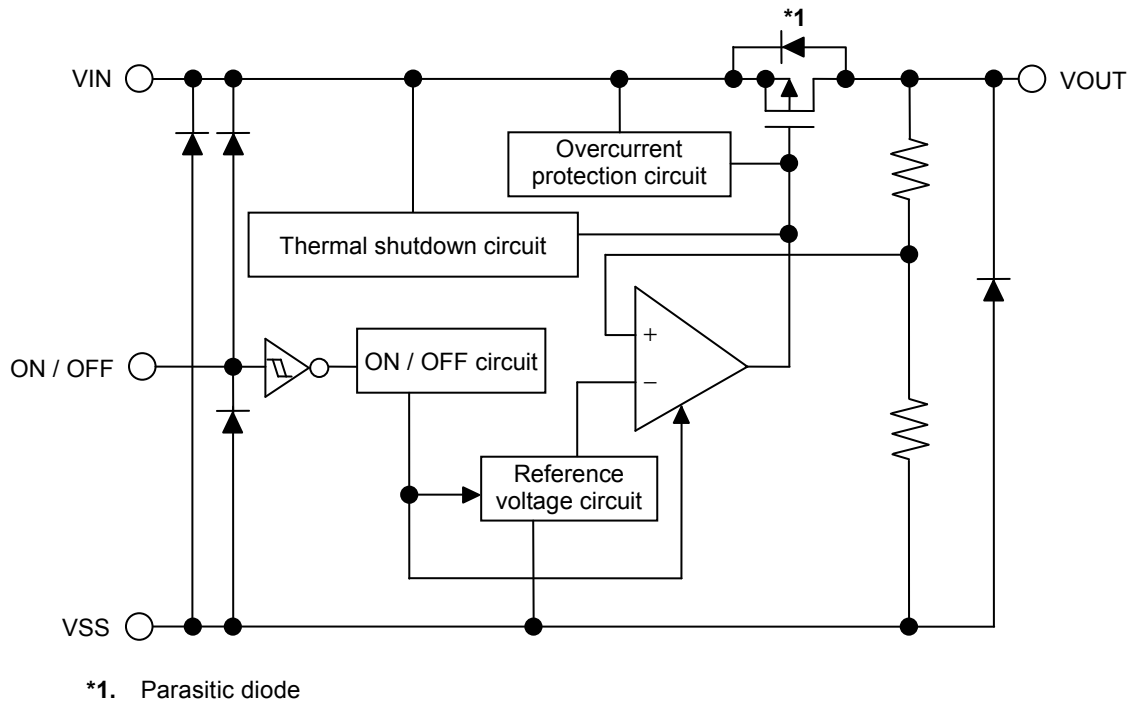 *1
VIN
VOUT
Overcurrent
protection circuit
Thermal shutdown circuit
+
ON / OFF
ON / OFF circuit
−
Reference
voltage circuit
VSS
*1. Parasitic diode